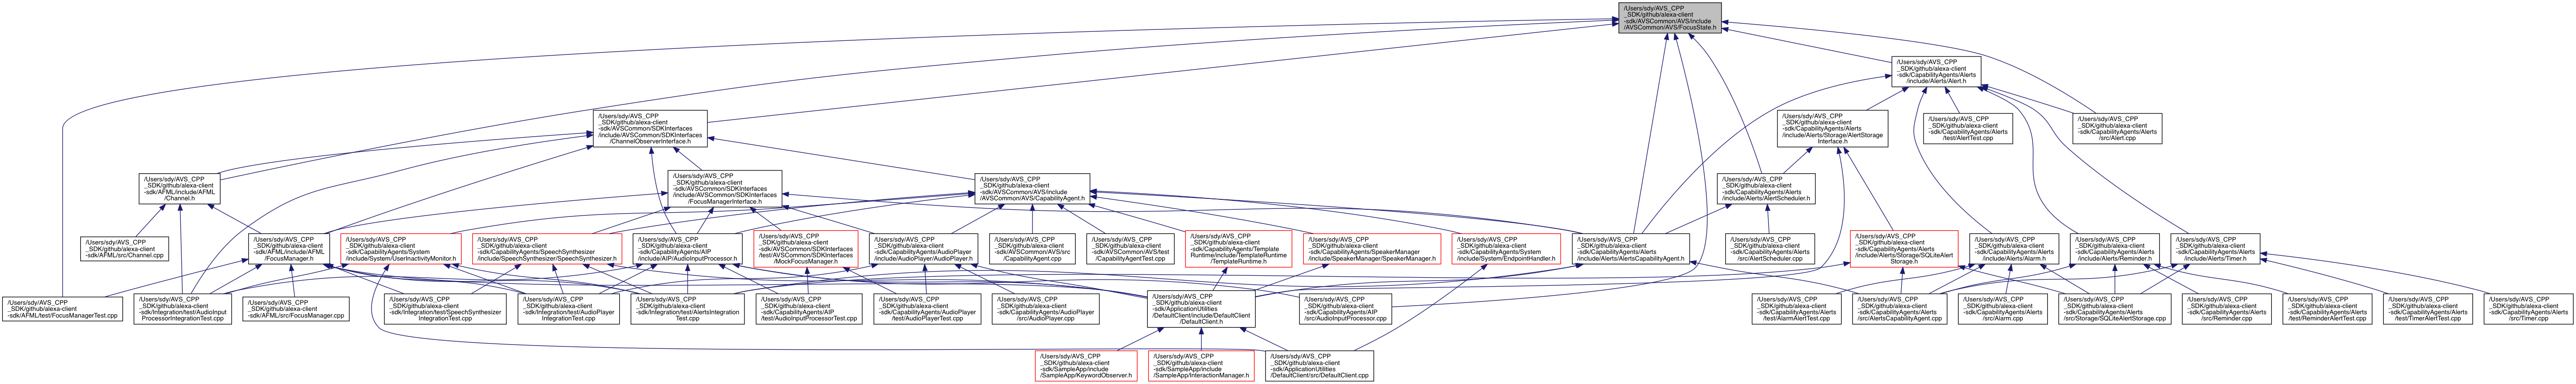 /Users/sdy/AVS_CPP
_SDK/github/alexa-client
-sdk/AVSCommon/AVS/include
/AVSCommon/AVS/FocusState.h
/Users/sdy/AVS_CPP
_SDK/github/alexa-client
-sdk/CapabilityAgents/Alerts
/include/Alerts/Alert.h
/Users/sdy/AVS_CPP
_SDK/github/alexa-client
-sdk/AVSCommon/SDKInterfaces
/include/AVSCommon/SDKInterfaces
/ChannelObserverInterface.h
/Users/sdy/AVS_CPP
_SDK/github/alexa-client
-sdk/CapabilityAgents/Alerts
/include/Alerts/Storage/AlertStorage
Interface.h
/Users/sdy/AVS_CPP
_SDK/github/alexa-client
-sdk/CapabilityAgents/Alerts
/test/AlertTest.cpp
/Users/sdy/AVS_CPP
_SDK/github/alexa-client
-sdk/CapabilityAgents/Alerts
/src/Alert.cpp
/Users/sdy/AVS_CPP
_SDK/github/alexa-client
-sdk/AFML/include/AFML
/Channel.h
/Users/sdy/AVS_CPP
_SDK/github/alexa-client
-sdk/AVSCommon/SDKInterfaces
/include/AVSCommon/SDKInterfaces
/FocusManagerInterface.h
/Users/sdy/AVS_CPP
_SDK/github/alexa-client
-sdk/AVSCommon/AVS/include
/AVSCommon/AVS/CapabilityAgent.h
/Users/sdy/AVS_CPP
_SDK/github/alexa-client
-sdk/CapabilityAgents/Alerts
/include/Alerts/AlertScheduler.h
/Users/sdy/AVS_CPP
_SDK/github/alexa-client
-sdk/AFML/src/Channel.cpp
/Users/sdy/AVS_CPP
_SDK/github/alexa-client
-sdk/AFML/include/AFML
/FocusManager.h
/Users/sdy/AVS_CPP
_SDK/github/alexa-client
-sdk/CapabilityAgents/System
/include/System/UserInactivityMonitor.h
/Users/sdy/AVS_CPP
_SDK/github/alexa-client
-sdk/CapabilityAgents/SpeechSynthesizer
/include/SpeechSynthesizer/SpeechSynthesizer.h
/Users/sdy/AVS_CPP
_SDK/github/alexa-client
-sdk/CapabilityAgents/AIP
/include/AIP/AudioInputProcessor.h
/Users/sdy/AVS_CPP
_SDK/github/alexa-client
-sdk/AVSCommon/SDKInterfaces
/test/AVSCommon/SDKInterfaces
/MockFocusManager.h
/Users/sdy/AVS_CPP
_SDK/github/alexa-client
-sdk/CapabilityAgents/AudioPlayer
/include/AudioPlayer/AudioPlayer.h
/Users/sdy/AVS_CPP
_SDK/github/alexa-client
-sdk/AVSCommon/AVS/src
/CapabilityAgent.cpp
/Users/sdy/AVS_CPP
_SDK/github/alexa-client
-sdk/AVSCommon/AVS/test
/CapabilityAgentTest.cpp
/Users/sdy/AVS_CPP
_SDK/github/alexa-client
-sdk/CapabilityAgents/Template
Runtime/include/TemplateRuntime
/TemplateRuntime.h
/Users/sdy/AVS_CPP
_SDK/github/alexa-client
-sdk/CapabilityAgents/SpeakerManager
/include/SpeakerManager/SpeakerManager.h
/Users/sdy/AVS_CPP
_SDK/github/alexa-client
-sdk/CapabilityAgents/System
/include/System/EndpointHandler.h
/Users/sdy/AVS_CPP
_SDK/github/alexa-client
-sdk/CapabilityAgents/Alerts
/include/Alerts/AlertsCapabilityAgent.h
/Users/sdy/AVS_CPP
_SDK/github/alexa-client
-sdk/CapabilityAgents/Alerts
/src/AlertScheduler.cpp
/Users/sdy/AVS_CPP
_SDK/github/alexa-client
-sdk/CapabilityAgents/Alerts
/include/Alerts/Storage/SQLiteAlert
Storage.h
/Users/sdy/AVS_CPP
_SDK/github/alexa-client
-sdk/CapabilityAgents/Alerts
/include/Alerts/Alarm.h
/Users/sdy/AVS_CPP
_SDK/github/alexa-client
-sdk/CapabilityAgents/Alerts
/include/Alerts/Reminder.h
/Users/sdy/AVS_CPP
_SDK/github/alexa-client
-sdk/CapabilityAgents/Alerts
/include/Alerts/Timer.h
/Users/sdy/AVS_CPP
_SDK/github/alexa-client
-sdk/AFML/test/FocusManagerTest.cpp
/Users/sdy/AVS_CPP
_SDK/github/alexa-client
-sdk/Integration/test/AudioInput
ProcessorIntegrationTest.cpp
/Users/sdy/AVS_CPP
_SDK/github/alexa-client
-sdk/AFML/src/FocusManager.cpp
/Users/sdy/AVS_CPP
_SDK/github/alexa-client
-sdk/Integration/test/SpeechSynthesizer
IntegrationTest.cpp
/Users/sdy/AVS_CPP
_SDK/github/alexa-client
-sdk/Integration/test/AudioPlayer
IntegrationTest.cpp
/Users/sdy/AVS_CPP
_SDK/github/alexa-client
-sdk/Integration/test/AlertsIntegration
Test.cpp
/Users/sdy/AVS_CPP
_SDK/github/alexa-client
-sdk/CapabilityAgents/AIP
/test/AudioInputProcessorTest.cpp
/Users/sdy/AVS_CPP
_SDK/github/alexa-client
-sdk/CapabilityAgents/AudioPlayer
/test/AudioPlayerTest.cpp
/Users/sdy/AVS_CPP
_SDK/github/alexa-client
-sdk/CapabilityAgents/AudioPlayer
/src/AudioPlayer.cpp
/Users/sdy/AVS_CPP
_SDK/github/alexa-client
-sdk/ApplicationUtilities
/DefaultClient/include/DefaultClient
/DefaultClient.h
/Users/sdy/AVS_CPP
_SDK/github/alexa-client
-sdk/CapabilityAgents/AIP
/src/AudioInputProcessor.cpp
/Users/sdy/AVS_CPP
_SDK/github/alexa-client
-sdk/CapabilityAgents/Alerts
/test/AlarmAlertTest.cpp
/Users/sdy/AVS_CPP
_SDK/github/alexa-client
-sdk/CapabilityAgents/Alerts
/src/AlertsCapabilityAgent.cpp
/Users/sdy/AVS_CPP
_SDK/github/alexa-client
-sdk/CapabilityAgents/Alerts
/src/Alarm.cpp
/Users/sdy/AVS_CPP
_SDK/github/alexa-client
-sdk/CapabilityAgents/Alerts
/src/Storage/SQLiteAlertStorage.cpp
/Users/sdy/AVS_CPP
_SDK/github/alexa-client
-sdk/CapabilityAgents/Alerts
/src/Reminder.cpp
/Users/sdy/AVS_CPP
_SDK/github/alexa-client
-sdk/CapabilityAgents/Alerts
/test/ReminderAlertTest.cpp
/Users/sdy/AVS_CPP
_SDK/github/alexa-client
-sdk/CapabilityAgents/Alerts
/test/TimerAlertTest.cpp
/Users/sdy/AVS_CPP
_SDK/github/alexa-client
-sdk/CapabilityAgents/Alerts
/src/Timer.cpp
/Users/sdy/AVS_CPP
_SDK/github/alexa-client
-sdk/SampleApp/include
/SampleApp/KeywordObserver.h
/Users/sdy/AVS_CPP
_SDK/github/alexa-client
-sdk/SampleApp/include
/SampleApp/InteractionManager.h
/Users/sdy/AVS_CPP
_SDK/github/alexa-client
-sdk/ApplicationUtilities
/DefaultClient/src/DefaultClient.cpp